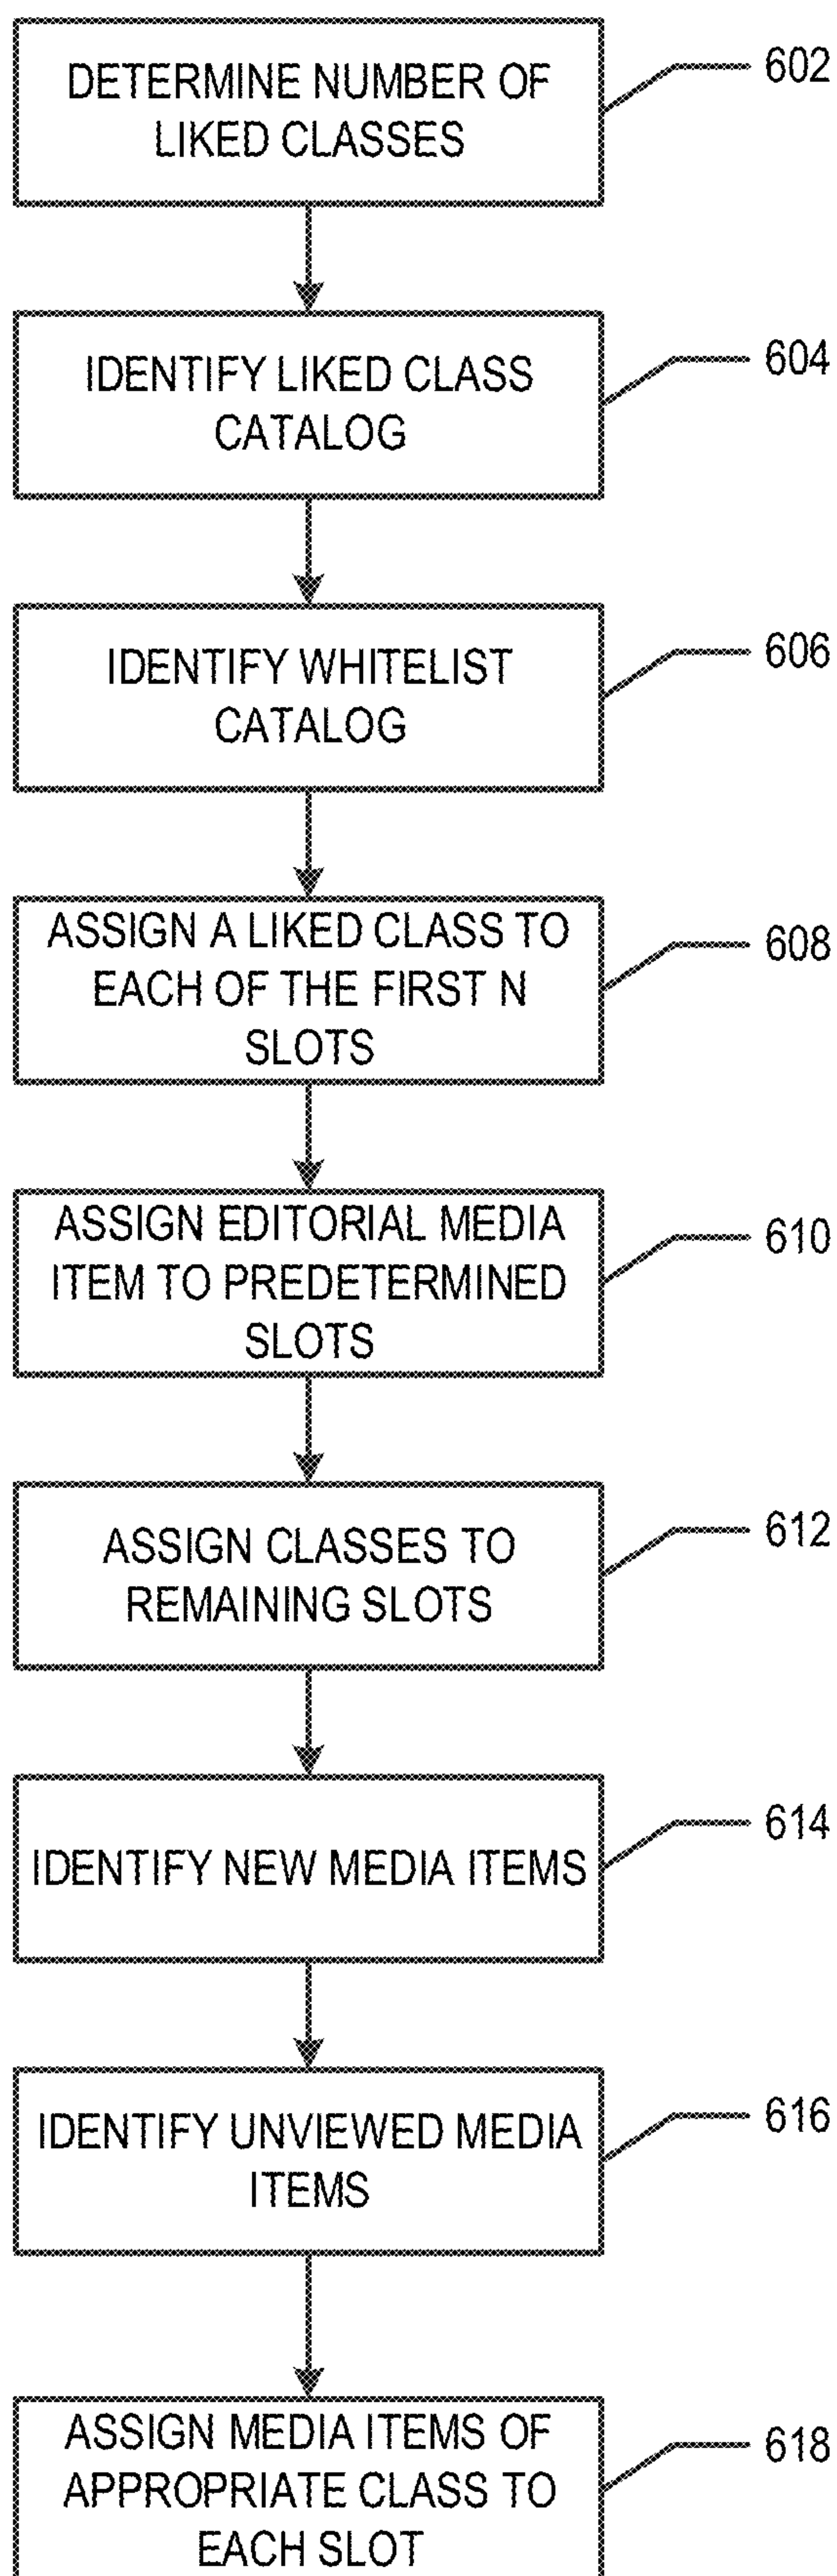 DETERMINE NUMBER OF
LIKED CLASSES
602
IDENTIFY LIKED CLASS
CATALOG
604
IDENTIFY WHITELIST
CATALOG
606
ASSIGN A LIKED CLASS TO
EACH OF THE FIRST N
SLOTS
608
ASSIGN EDITORIAL MEDIA
ITEM TO PREDETERMINED
SLOTS
610
ASSIGN CLASSES TO
REMAINING SLOTS
612
IDENTIFY NEW MEDIA ITEMS
614
IDENTIFY UNVIEWED MEDIA
ITEMS
616
ASSIGN MEDIA ITEMS OF
APPROPRIATE CLASS TO
EACH SLOT
618